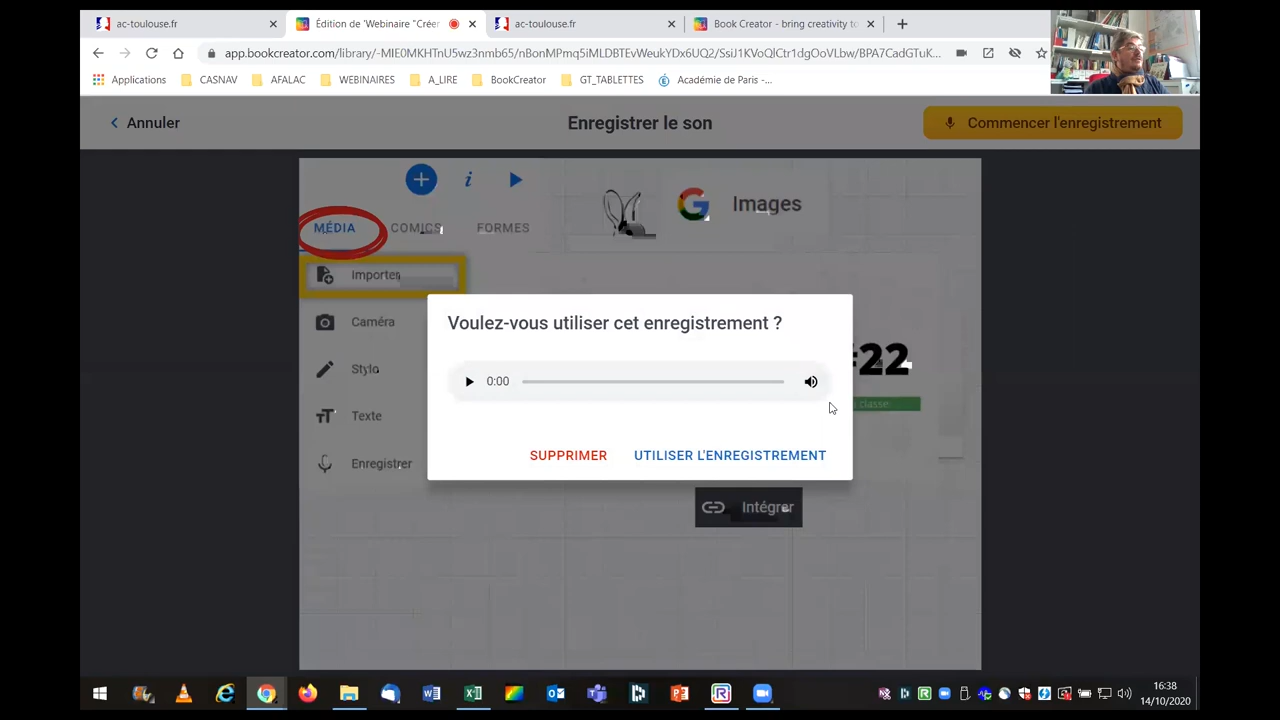 ac-toulouse.fr
Édition de 'Webinaire "Créer
ac-toulouse.fr
Book Creator - bring creativity to
app.bookcreator.com/library/-MIE0MKHTnU5wz3nmb65/nBonMPmq5iMLDBTEvWeukYDx6UQ2/SsiJ1KVoQlCtr1dgOoVLbw/BPA7CadGTuK...
Applications
CASNAV
AFALAC
WEBINAIRES
A_LIRE
BookCreator
GT_TABLETTES
Académie de Paris -...
Annuler
Enregistrer le son
Commencer l'enregistrement
Images
MÉDIA
COMICS
FORMES
Importer
Caméra
Stylo
Texte
Enregistrer
Voulez-vous utiliser cet enregistrement ?
0:00
SUPPRIMER
UTILISER L'ENREGISTREMENT
22
classe
Intégrer
16:38
14/10/2020